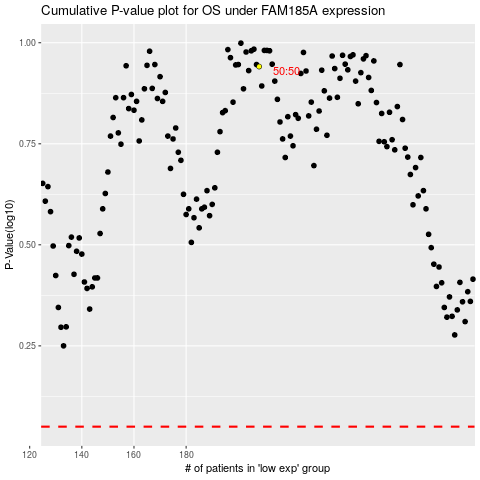 Cumulative P-value plot for OS under FAM185A expression
P-Value(log10)
1.00
0.75
0.50
0.25
50:50
120 140 160 180
# of patients in 'low exp' group